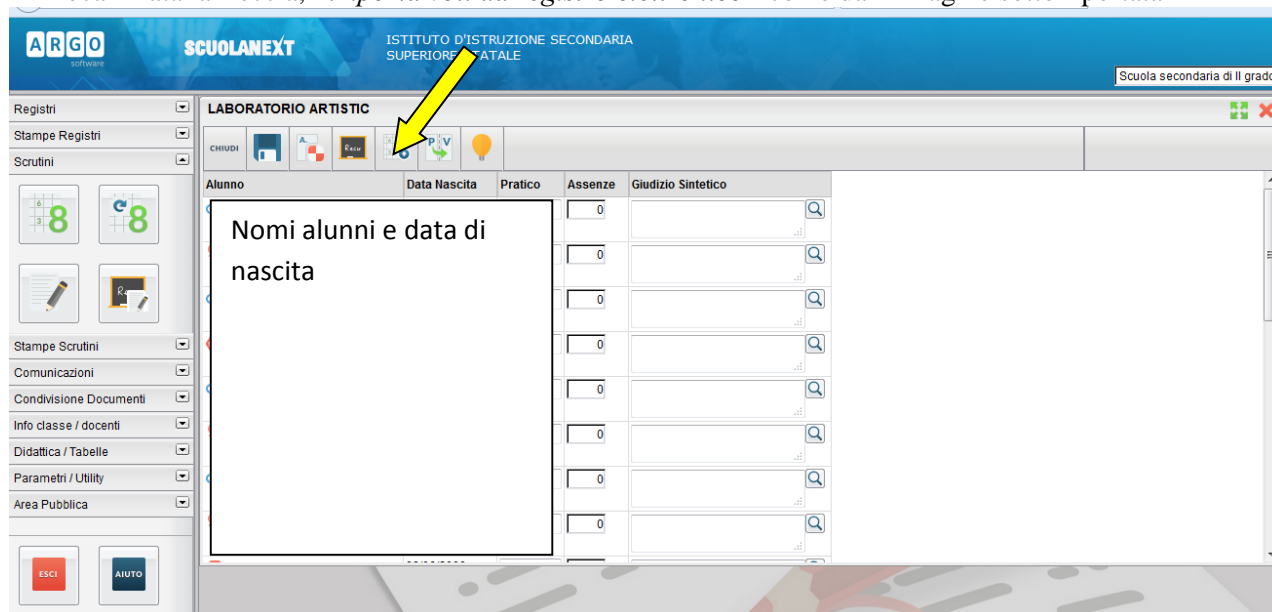 ARGO
software
SCUOLANEXT
ISTITUTO D'ISTRUZIONE SECONDARIA
SUPERIORE
Scuola secondaria di II grado
Registri
Stampe Registri
Scrutini
Stampe Scrutini
Comunicazioni
Condivisione Documenti
Info classe / docenti
Didattica / Tabelle
Parametri / Utility
Area Pubblica
ESCI
AIUTO
LABORATORIO ARTISTIC
CHIUDI
P V
Alunno Data Nascita Pratico Assenze Giudizio Sintetico
Nomi alunni e data di
nascita
0
0
0
0
0
0
0
0